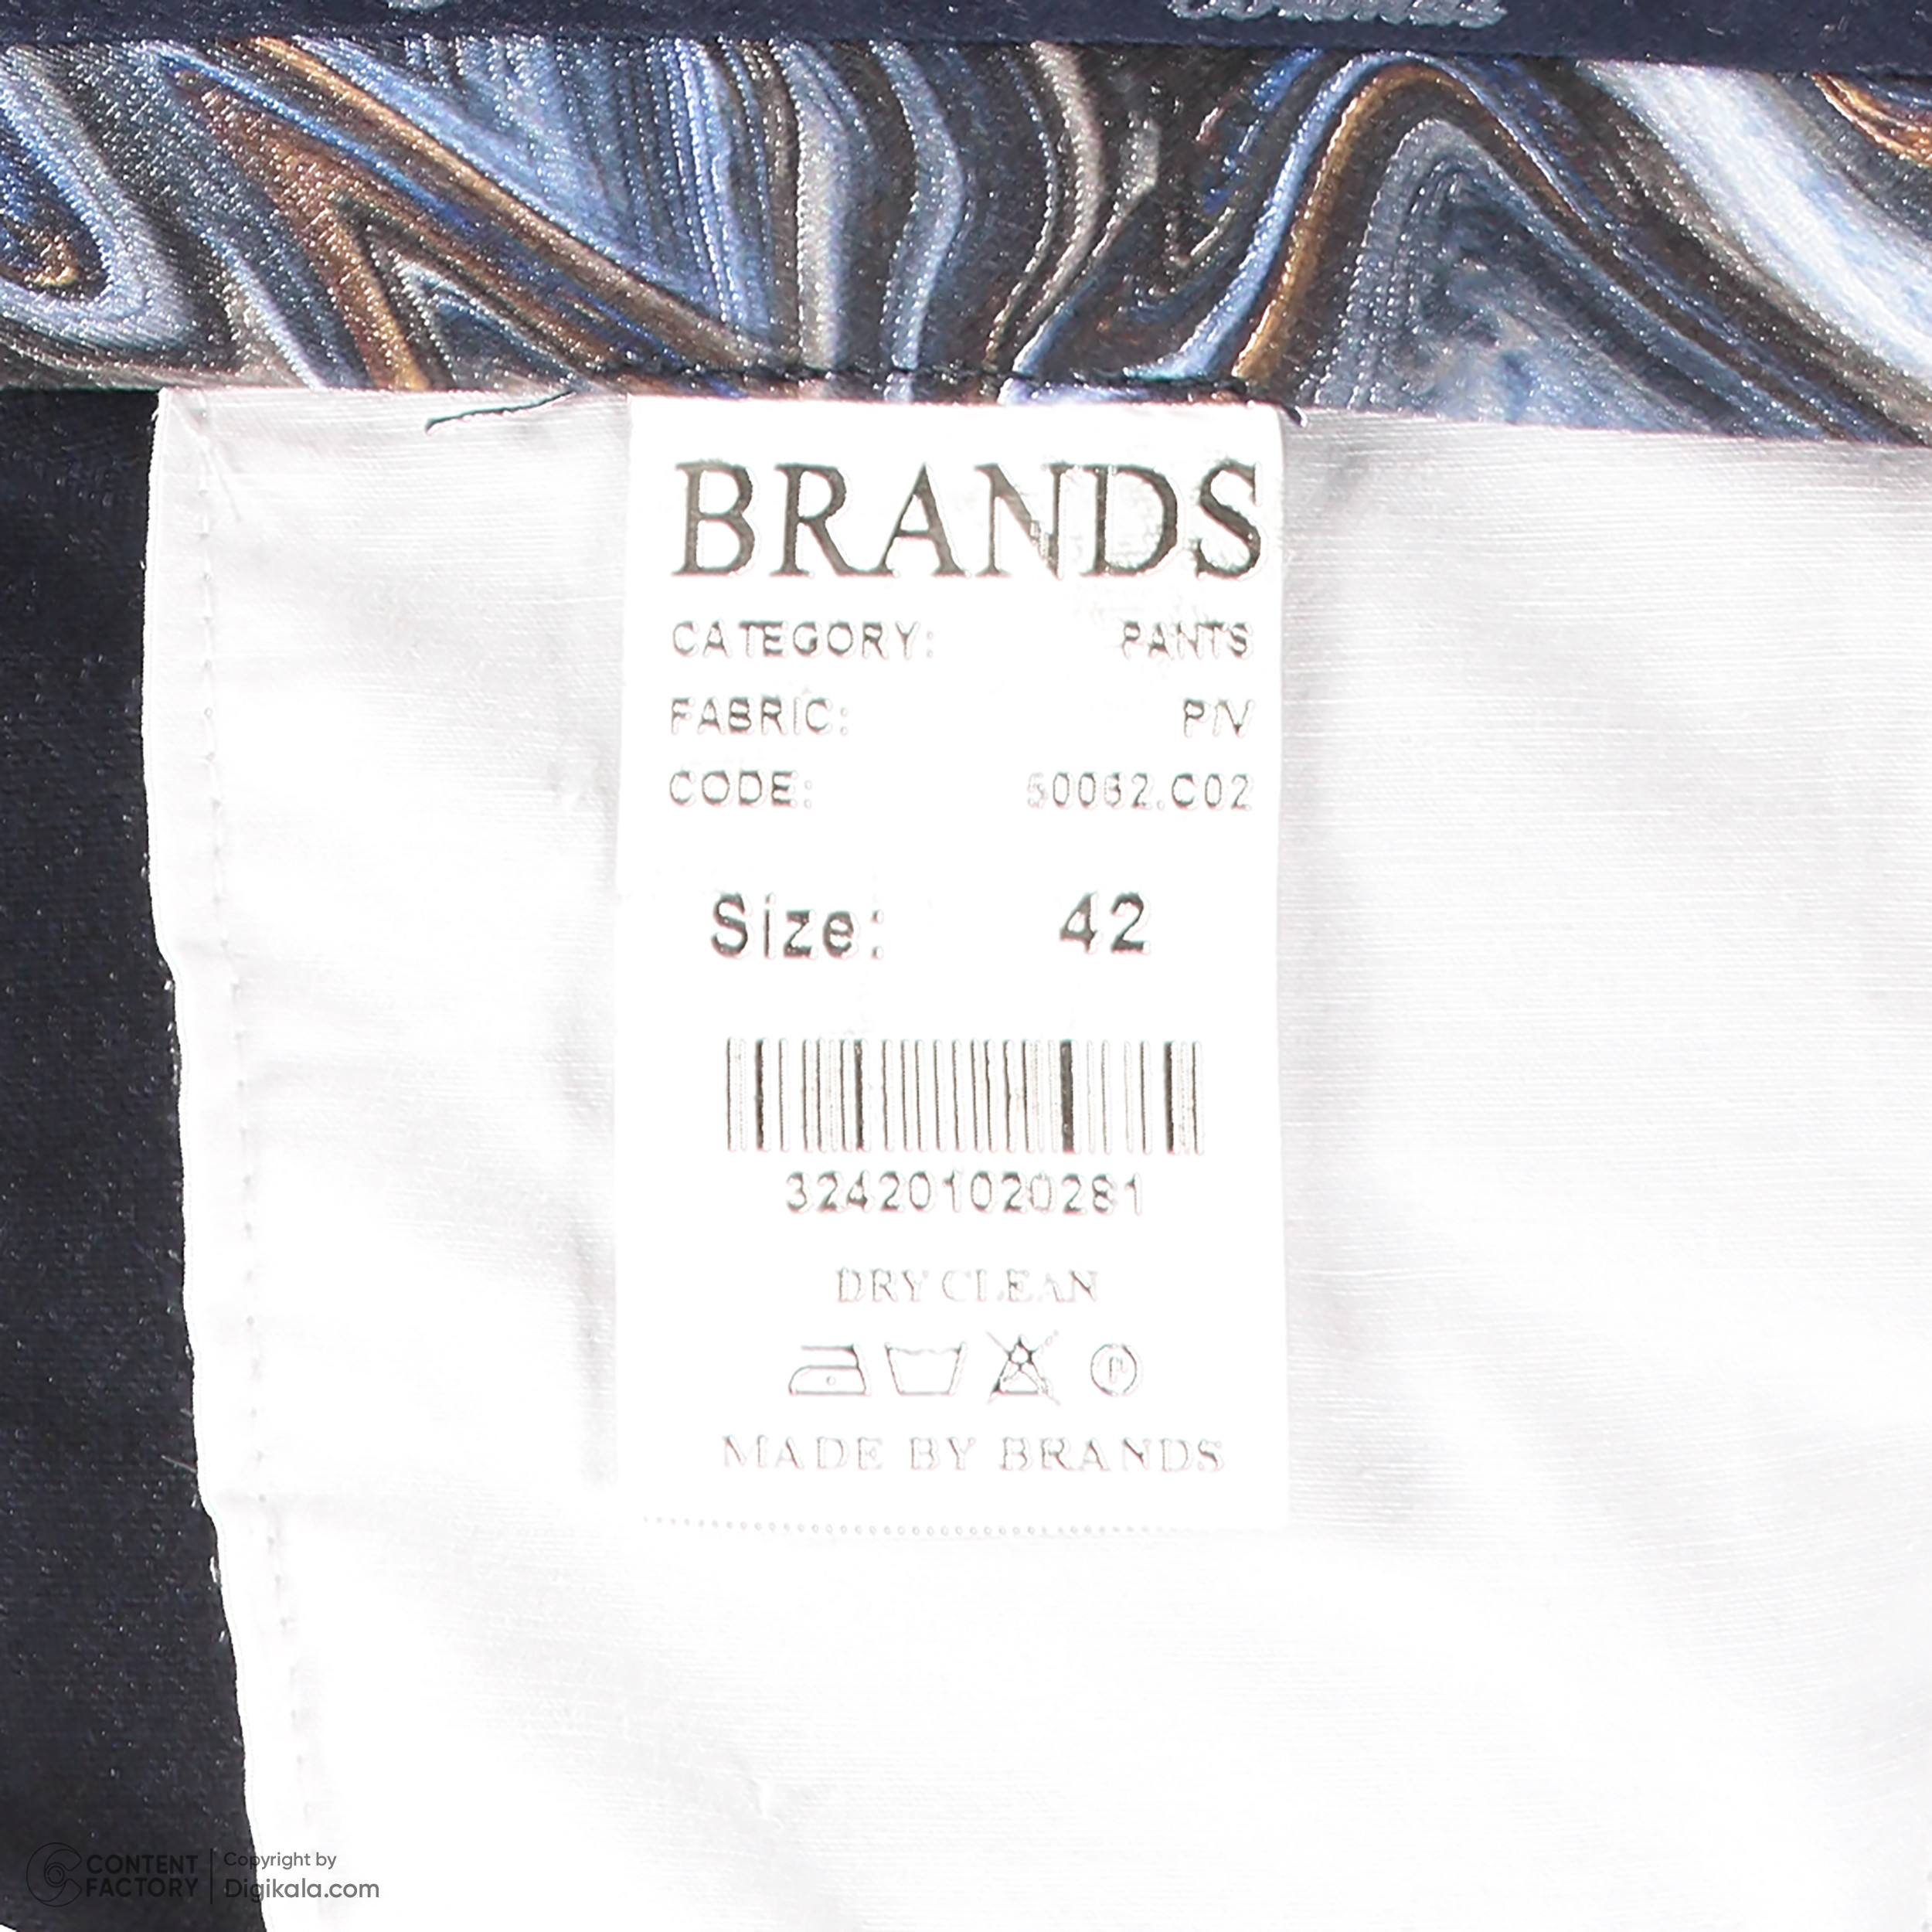 BRANDS
CATEGORY: PANTS
FABRIC: P/V
CODE: 50062.C02
Size: 42
324201020281
DRY CLEAN
P
MADE BY BRANDS
CONTENT FACTORY
Copyright by
Digikala.com